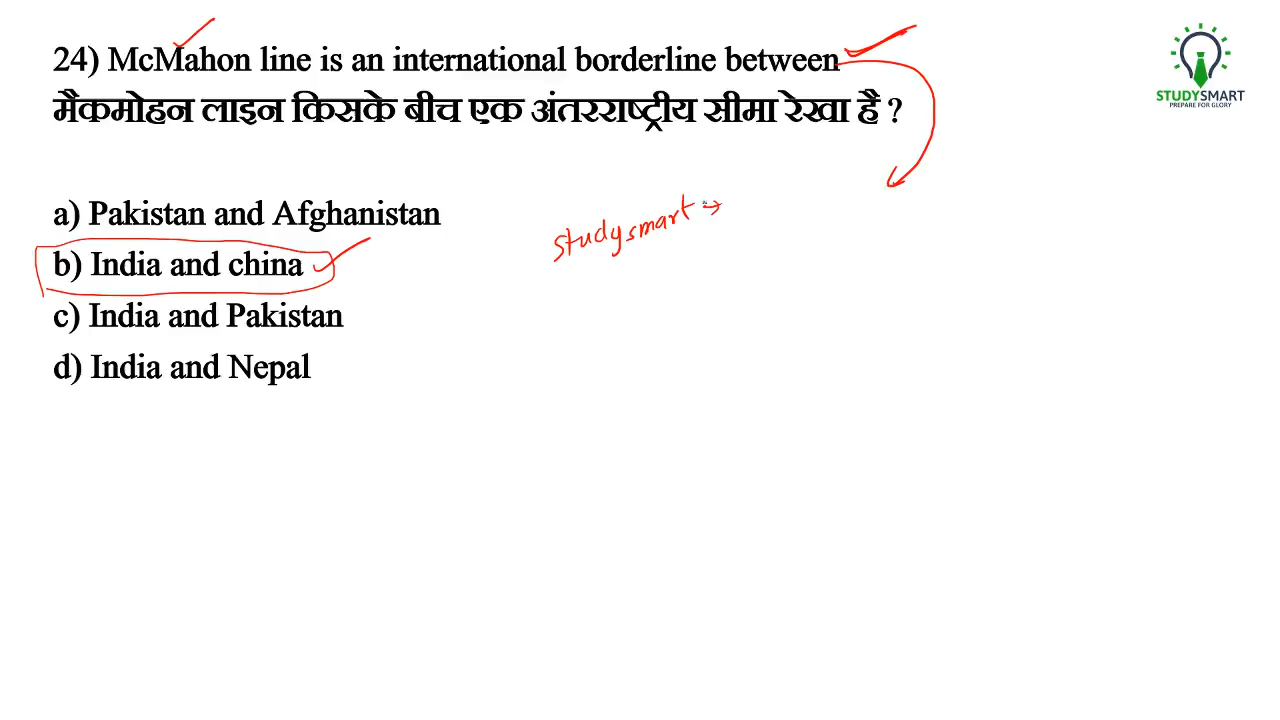 24) McMahon line is an international borderline between
मैकमोहन लाइन किसके बीच एक अंतरराष्ट्रीय सीमा रेखा है ?
a) Pakistan and Afghanistan
b) India and china
c) India and Pakistan
d) India and Nepal
studysmart
STUDYSMART
PREPARE FOR GLORY